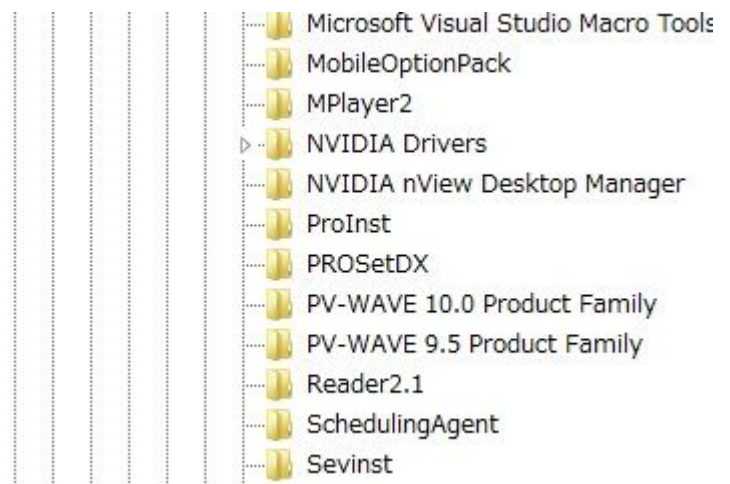 Microsoft Visual Studio Macro Tools
MobileOptionPack
MPlayer2
NVIDIA Drivers
NVIDIA nView Desktop Manager
ProInst
PROSetDX
PV-WAVE 10.0 Product Family
PV-WAVE 9.5 Product Family
Reader2.1
SchedulingAgent
Sevinst